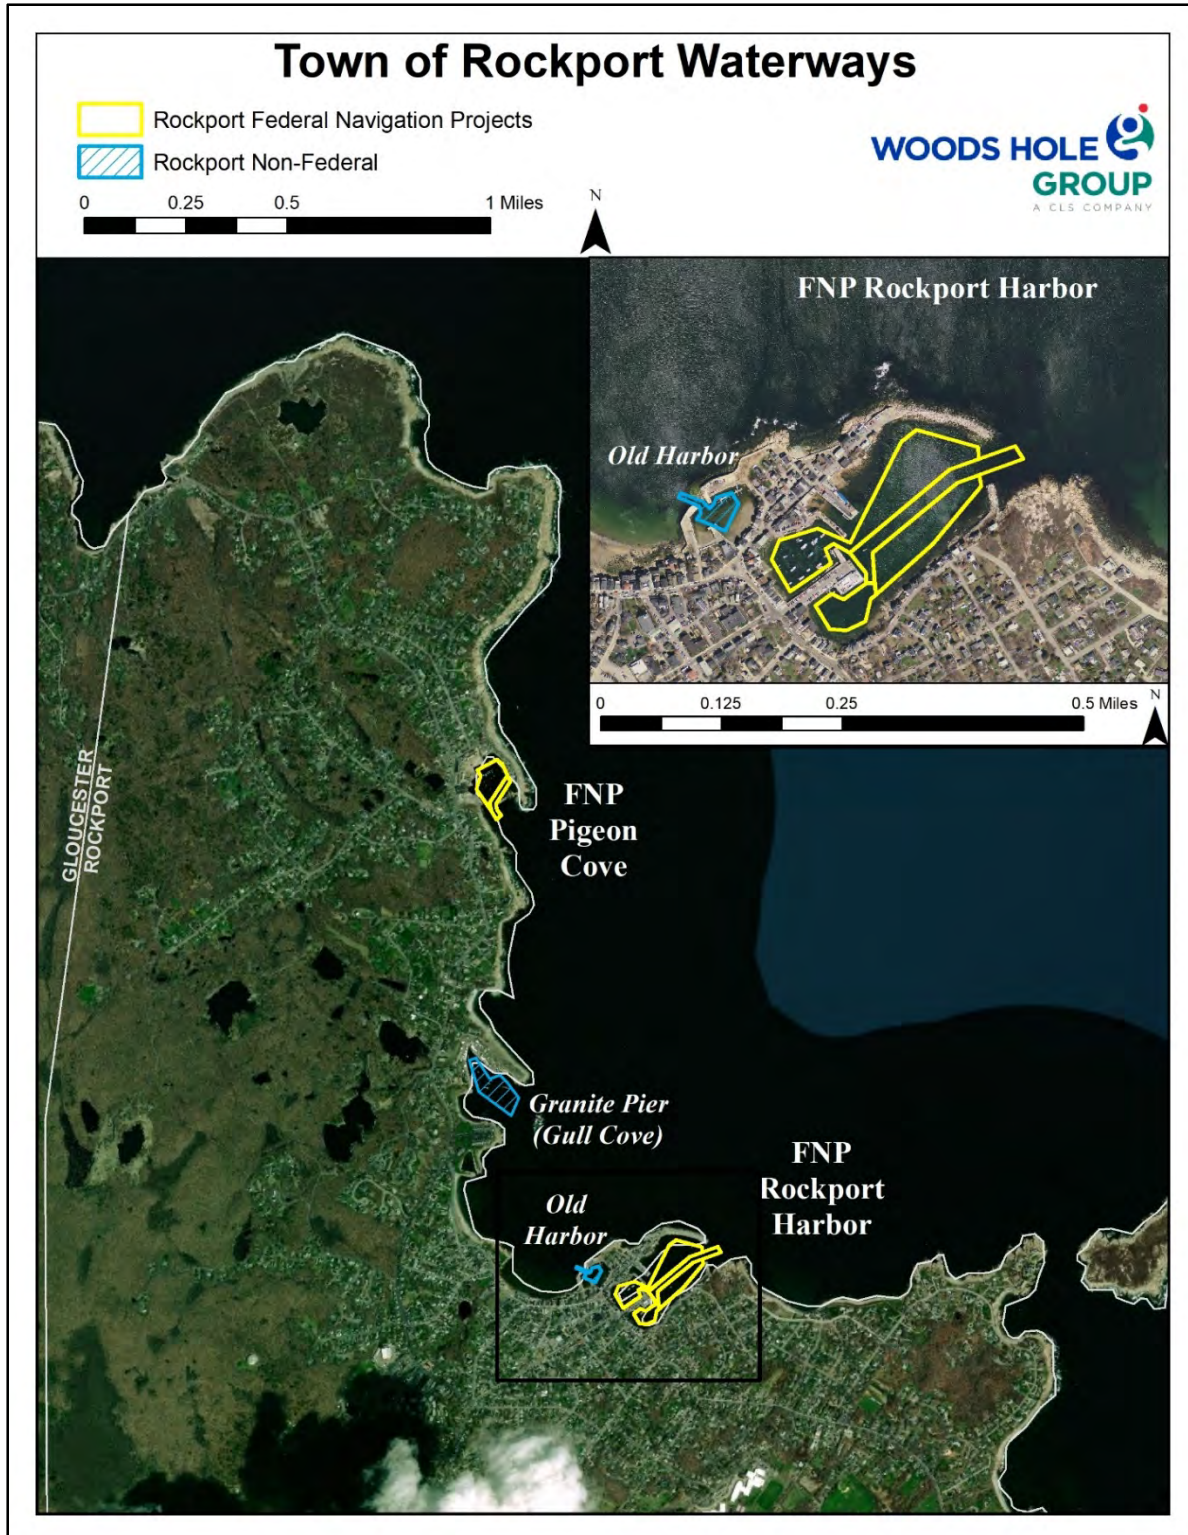 Town of Rockport Waterways
Rockport Federal Navigation Projects
Rockport Non-Federal
0 0.25 0.5 1 Miles
N
WOODS HOLE
GROUP
A CLS COMPANY
FNP Rockport Harbor
Old Harbor
0 0.125 0.25 0.5 Miles
N
GLOUCESTER
ROCKPORT
FNP
Pigeon
Cove
Granite Pier
(Gull Cove)
FNP
Rockport
Harbor
Old
Harbor